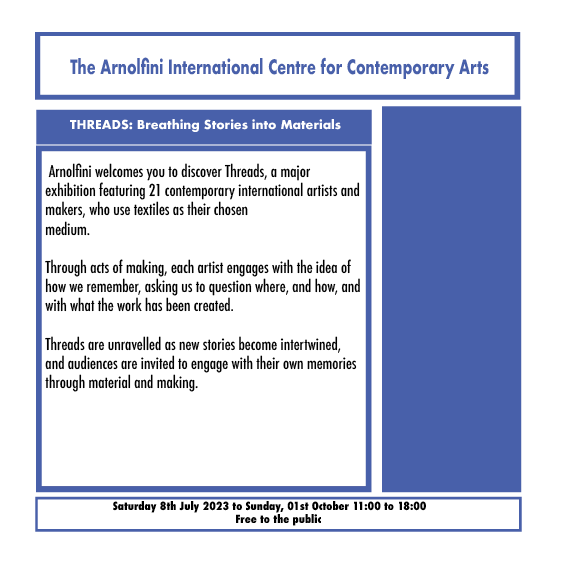 The Arnolfini International Centre for Contemporary Arts
THREADS: Breathing Stories into Materials
Arnolfini welcomes you to discover Threads, a major
exhibition featuring 21 contemporary international artists and
makers, who use textiles as their chosen
medium.
Through acts of making, each artist engages with the idea of
how we remember, asking us to question where, and how, and
with what the work has been created.
Threads are unravelled as new stories become intertwined,
and audiences are invited to engage with their own memories
through material and making.
Saturday 8th July 2023 to Sunday, 01st October 11:00 to 18:00
Free to the public